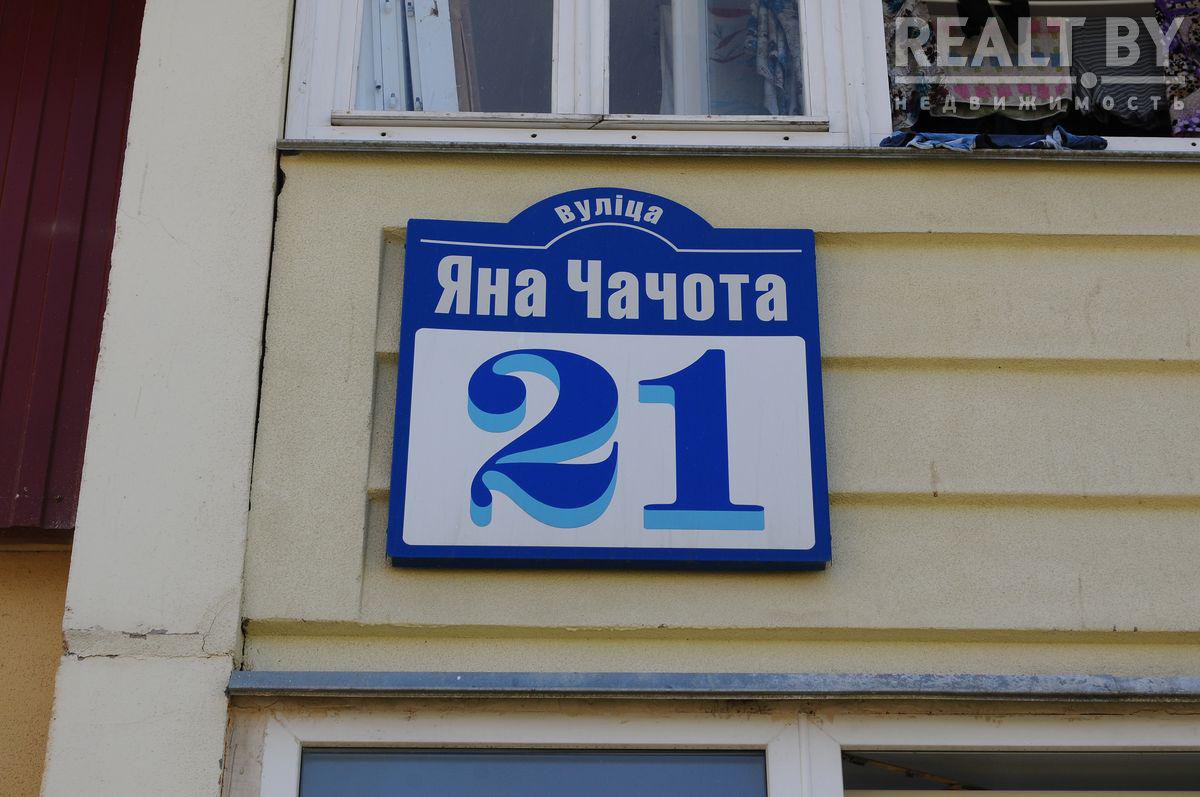 REALT.BY
недвижимость
вуліца
Яна Чачота
21